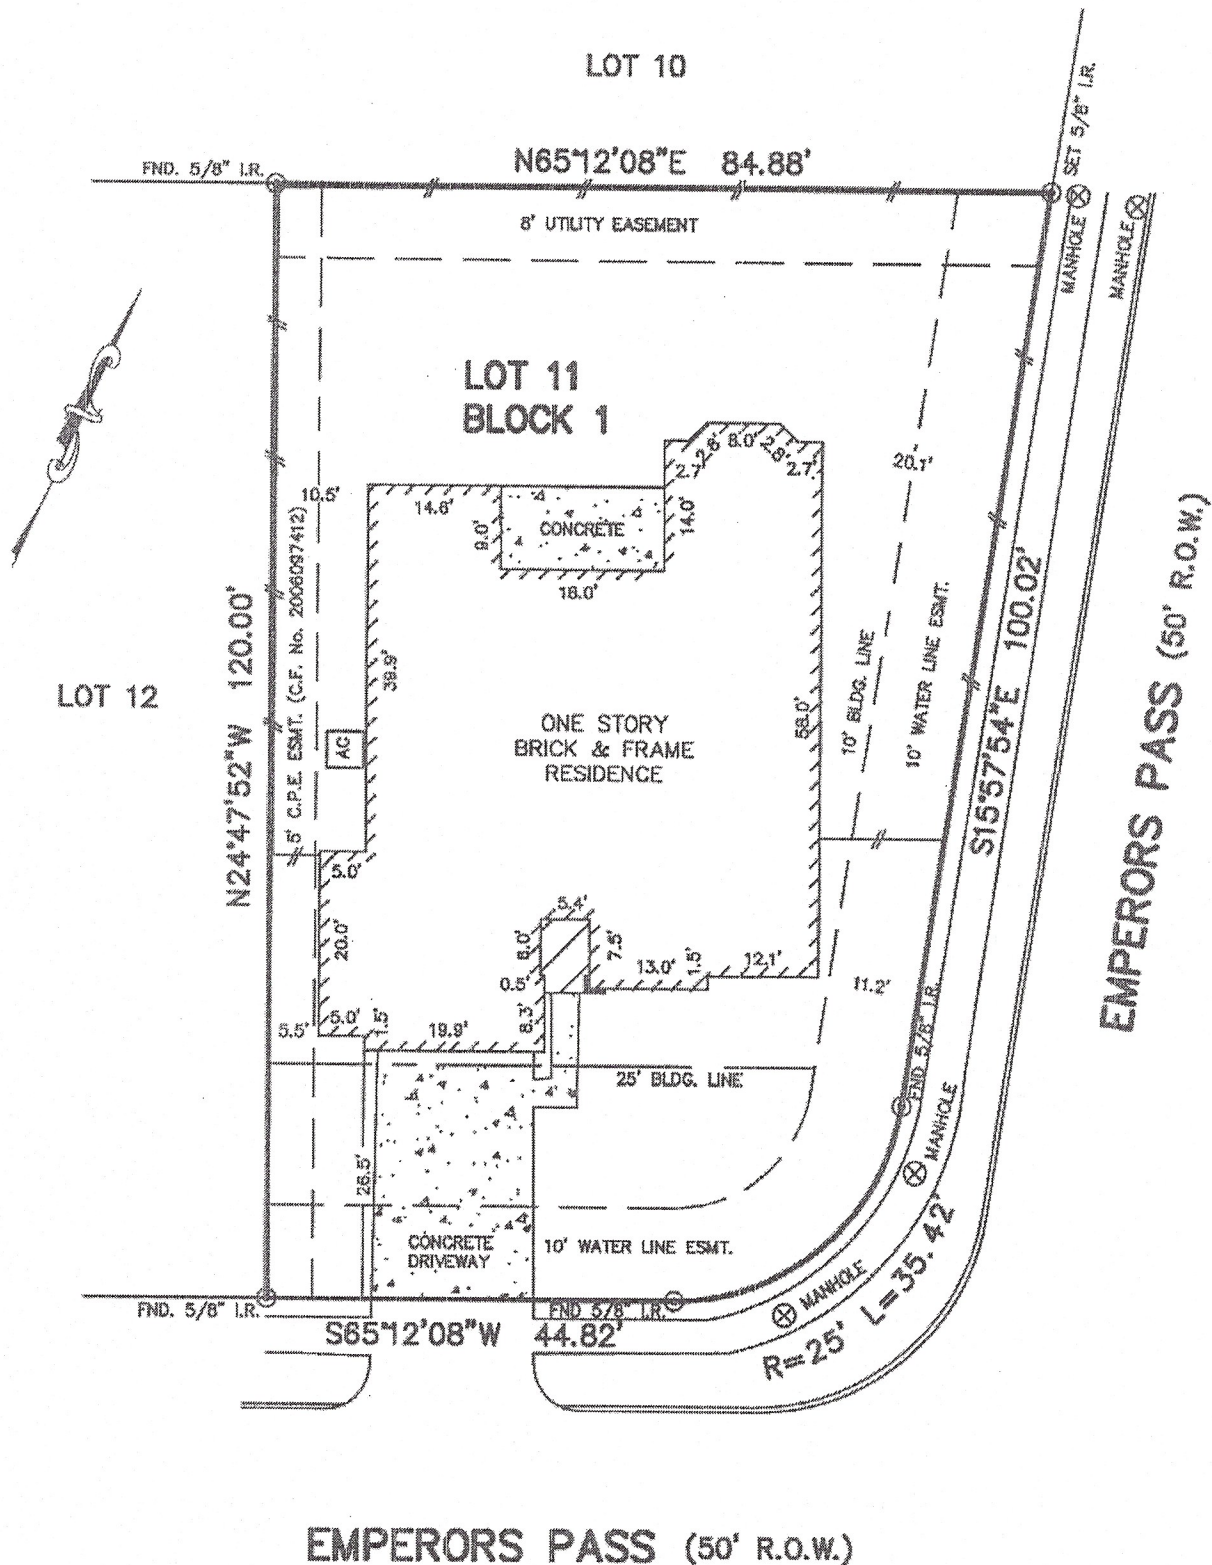 LOT 10
SET 5/8" I.R.
FND. 5/8" I.R.
N65°12'08"E 84.88'
8' UTILITY EASEMENT
MANHOLE
MANHOLE
LOT 11
BLOCK 1
2.7'
2.8'
8.0'
2.8'
2.7'
20.1'
10.5'
14.6'
9.0'
CONCRETE
14.0'
18.0'
5' C.P.E. ESMT. (C.F. No. 2006097412)
N24°47'52"W 120.00'
LOT 12
39.9'
AC
ONE STORY
BRICK & FRAME
RESIDENCE
58.0'
10' BLDG. LINE
10' WATER LINE ESMT.
S15°57'54"E 100.02'
EMPERORS PASS (50' R.O.W.)
5.0'
20.0'
5.4'
8.0'
7.5'
13.0'
1.5'
12.1'
0.5'
11.2'
5.5'
5.0'
1.5'
19.9'
8.3'
25' BLDG. LINE
FND 5/8" I.R.
MANHOLE
26.5'
CONCRETE
DRIVEWAY
10' WATER LINE ESMT.
MANHOLE
FND. 5/8" I.R.
FND 5/8" I.R.
S65°12'08"W 44.82'
R=25' L=35.42'
EMPERORS PASS (50' R.O.W.)